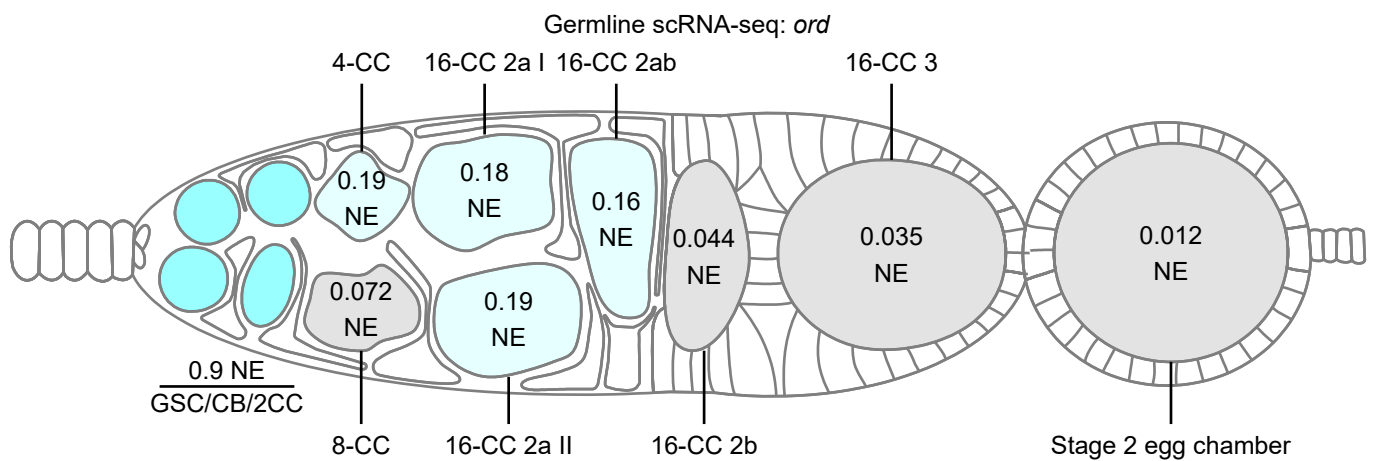 Germline scRNA-seq: ord
4-CC
16-CC 2a I
16-CC 2ab
16-CC 3
0.19
NE
0.18
NE
0.16
NE
0.044
NE
0.035
NE
0.012
NE
0.072
NE
0.19
NE
0.9 NE
GSC/CB/2CC
8-CC
16-CC 2a II
16-CC 2b
Stage 2 egg chamber